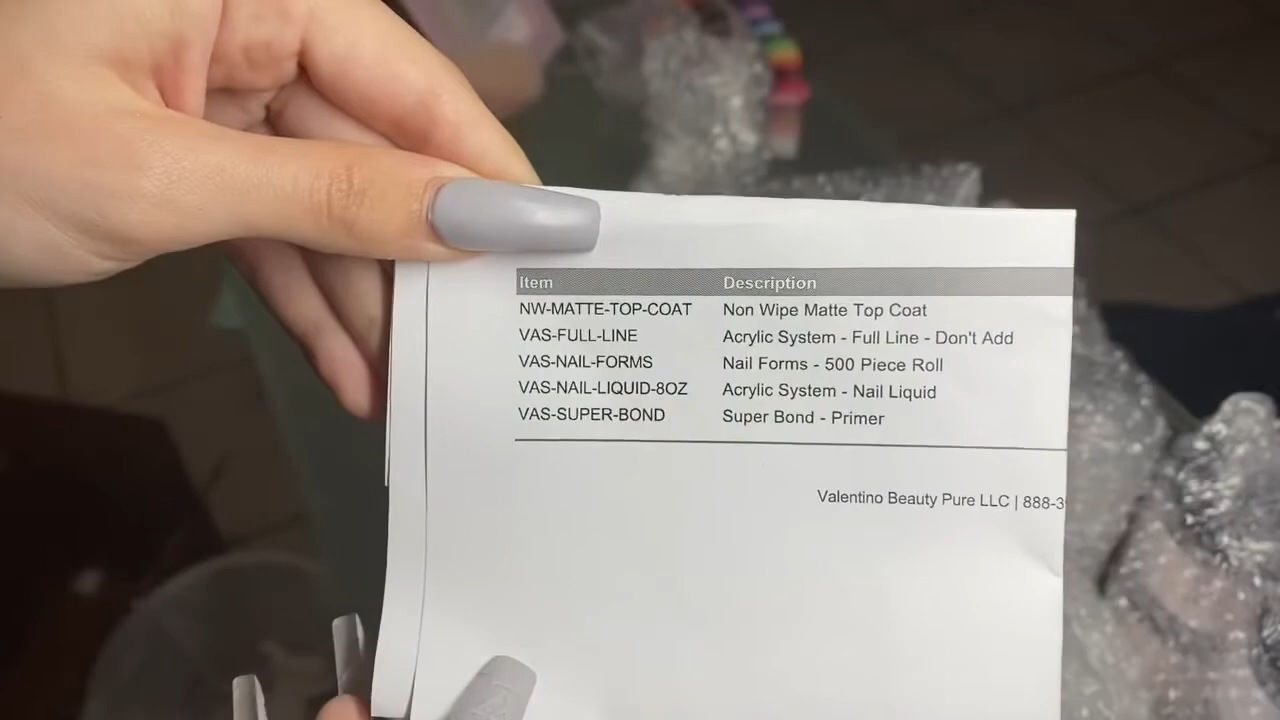 Item Description
NW-MATTE-TOP-COAT Non Wipe Matte Top Coat
VAS-FULL-LINE Acrylic System - Full Line - Don't Add
VAS-NAIL-FORMS Nail Forms - 500 Piece Roll
VAS-NAIL-LIQUID-8OZ Acrylic System - Nail Liquid
VAS-SUPER-BOND Super Bond - Primer
Valentino Beauty Pure LLC | 888-3